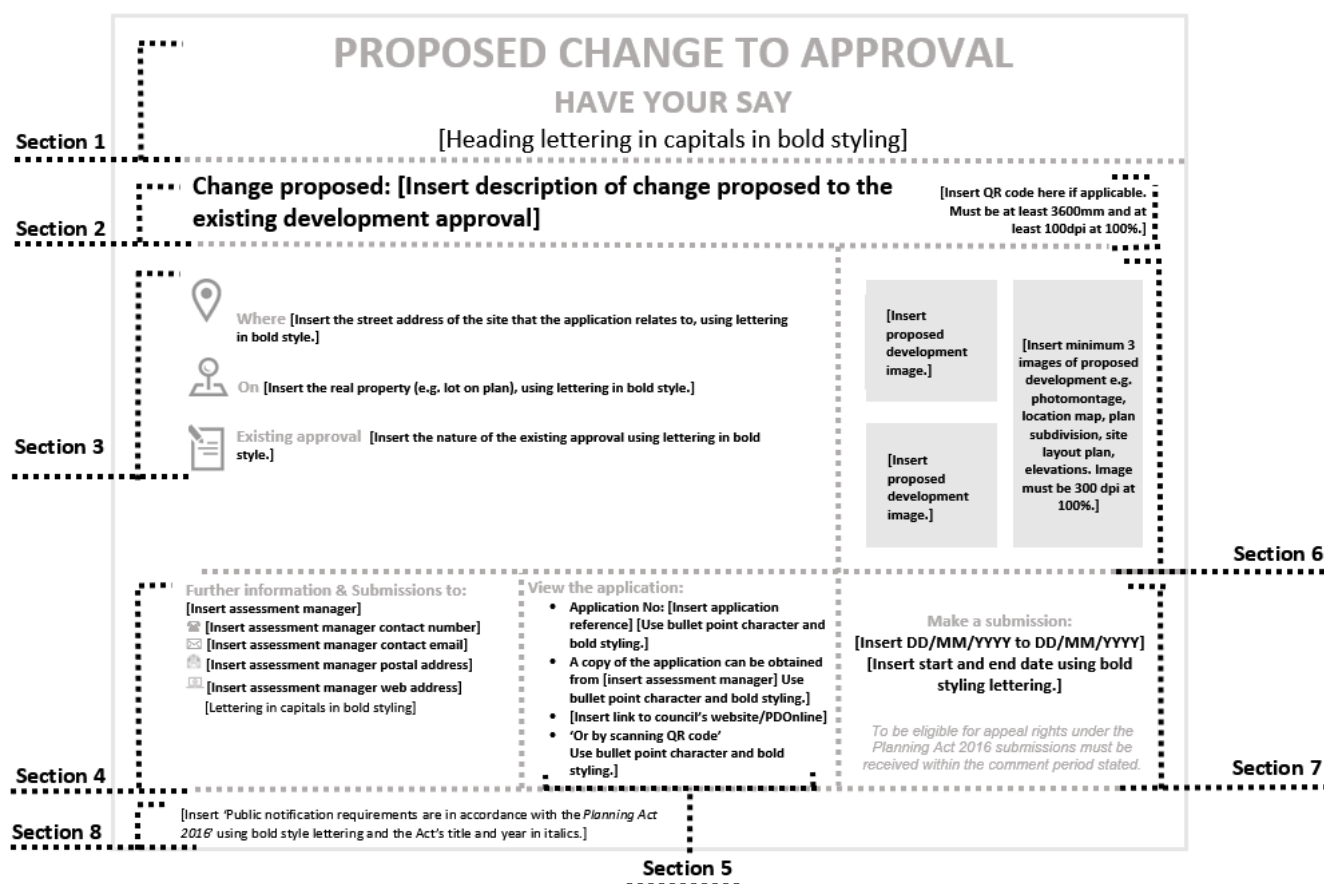 PROPOSED CHANGE TO APPROVAL
HAVE YOUR SAY
[Heading lettering in capitals in bold styling]
Section 1
Change proposed: [Insert description of change proposed to the
existing development approval]
[Insert QR code here if applicable.
Must be at least 3600mm and at
least 100dpi at 100%.]
Section 2
Where [Insert the street address of the site that the application relates to, using lettering
in bold style.]
On [Insert the real property (e.g. lot on plan), using lettering in bold style.]
Existing approval [Insert the nature of the existing approval using lettering in bold
style.]
Section 3
[Insert
proposed
development
image.]
[Insert
proposed
development
image.]
[Insert minimum 3
images of proposed
development e.g.
photomontage,
location map, plan
subdivision, site
layout plan,
elevations. Image
must be 300 dpi at
100%.]
Section 6
Further information & Submissions to:
[Insert assessment manager]
[Insert assessment manager contact number]
[Insert assessment manager contact email]
[Insert assessment manager postal address]
[Insert assessment manager web address]
[Lettering in capitals in bold styling]
Section 4
View the application:
• Application No: [Insert application
reference] [Use bullet point character and
bold styling.]
• A copy of the application can be obtained
from [insert assessment manager] Use
bullet point character and bold styling.]
• [Insert link to council's website/PDOnline]
• 'Or by scanning QR code'
Use bullet point character and bold
styling.]
Make a submission:
[Insert DD/MM/YYYY to DD/MM/YYYY]
[Insert start and end date using bold
styling lettering.]
To be eligible for appeal rights under the
Planning Act 2016 submissions must be
received within the comment period stated.
Section 7
[Insert 'Public notification requirements are in accordance with the Planning Act
2016' using bold style lettering and the Act's title and year in italics.]
Section 8
Section 5